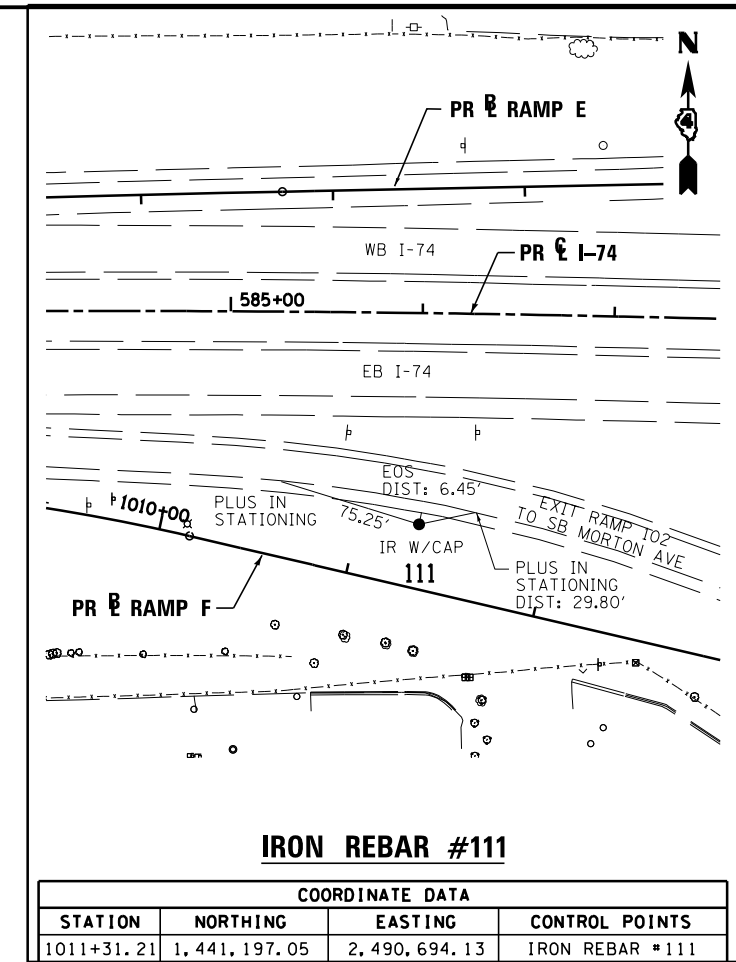 N
4
PR ℄ RAMP E
WB I-74
PR ℄ I-74
585+00
EB I-74
EOS
DIST: 6.45'
EXIT RAMP 102
TO SB MORTON AVE
1010+00
PLUS IN
STATIONING
75.25'
IR W/CAP
111
PLUS IN
STATIONING
DIST: 29.80'
PR ℄ RAMP F
IRON REBAR #111
COORDINATE DATA
STATION NORTHING EASTING CONTROL POINTS
1011+31.21 1,441,197.05 2,490,694.13 IRON REBAR #111